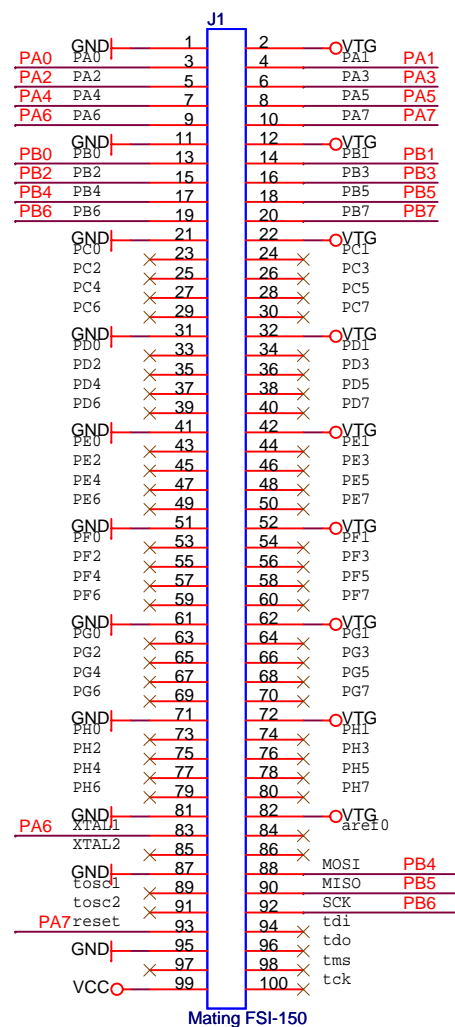 J1
GND 1 2 VTG
PA0 PA0 3 4 PA1 PA1
PA2 PA2 5 6 PA3 PA3
PA4 PA4 7 8 PA5 PA5
PA6 PA6 9 10 PA7 PA7
GND 11 12 VTG
PB0 PB0 13 14 PB1 PB1
PB2 PB2 15 16 PB3 PB3
PB4 PB4 17 18 PB5 PB5
PB6 PB6 19 20 PB7 PB7
GND 21 22 VTG
PC0 23 24 PC1
PC2 25 26 PC3
PC4 27 28 PC5
PC6 29 30 PC7
GND 31 32 VTG
PD0 33 34 PD1
PD2 35 36 PD3
PD4 37 38 PD5
PD6 39 40 PD7
GND 41 42 VTG
PE0 43 44 PE1
PE2 45 46 PE3
PE4 47 48 PE5
PE6 49 50 PE7
GND 51 52 VTG
PF0 53 54 PF1
PF2 55 56 PF3
PF4 57 58 PF5
PF6 59 60 PF7
GND 61 62 VTG
PG0 63 64 PG1
PG2 65 66 PG3
PG4 67 68 PG5
PG6 69 70 PG7
GND 71 72 VTG
PH0 73 74 PH1
PH2 75 76 PH3
PH4 77 78 PH5
PH6 79 80 PH7
GND 81 82 VTG
PA6 XTAL1 83 84 aref0
XTAL2 85 86
GND 87 88 MOSI PB4
tosc1 89 90 MISO PB5
tosc2 91 92 SCK PB6
PA7 reset 93 94 tdi
GND 95 96 tdo
97 98 tms
VCC 99 100 tck
Mating FSI-150